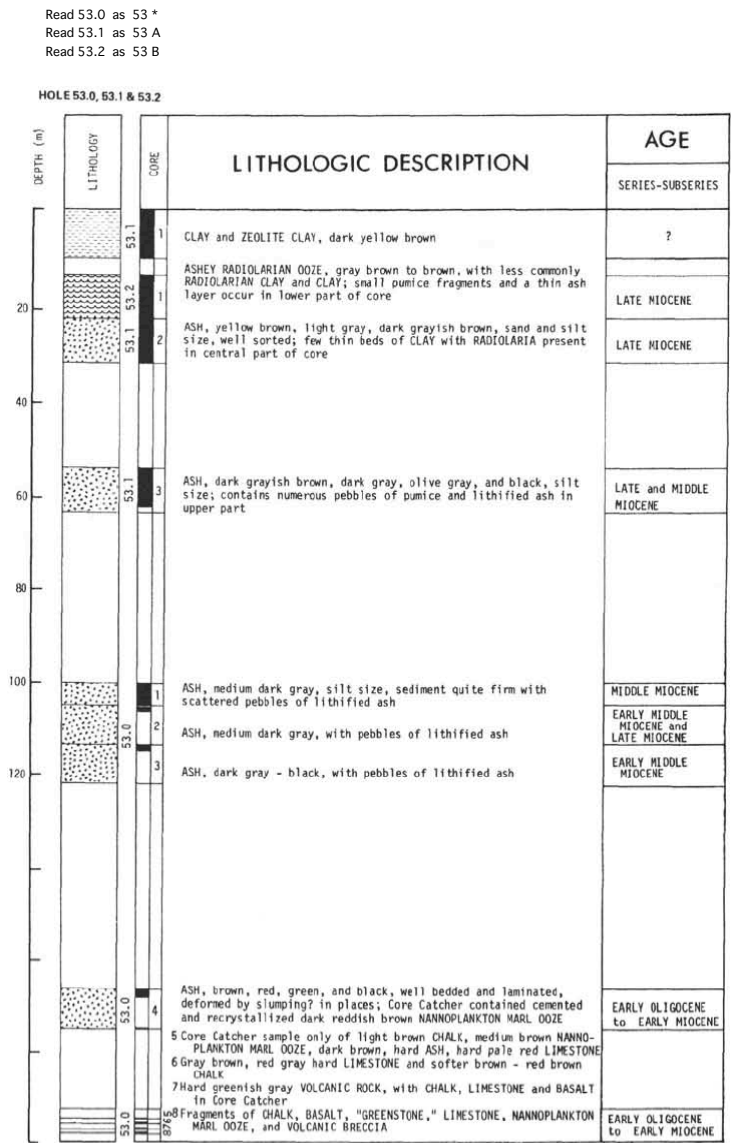 Read 53.0 as 53 *
Read 53.1 as 53 A
Read 53.2 as 53 B
HOLE 53.0, 53.1 & 53.2
DEPTH (m)
LITHOLOGY
CORE
LITHOLOGIC DESCRIPTION
AGE
SERIES-SUBSERIES
53.1
1
CLAY and ZEOLITE CLAY, dark yellow brown
?
53.2
1
ASHEY RADIOLARIAN OOZE, gray brown to brown, with less commonly
RADIOLARIAN CLAY and CLAY; small pumice fragments and a thin ash
layer occur in lower part of core
LATE MIOCENE
20
53.1
2
ASH, yellow brown, light gray, dark grayish brown, sand and silt
size, well sorted; few thin beds of CLAY with RADIOLARIA present
in central part of core
LATE MIOCENE
40
53.1
3
ASH, dark grayish brown, dark gray, olive gray, and black, silt
size; contains numerous pebbles of pumice and lithified ash in
upper part
LATE and MIDDLE
MIOCENE
60
80
100
1
ASH, medium dark gray, silt size, sediment quite firm with
scattered pebbles of lithified ash
MIDDLE MIOCENE
53.0
2
ASH, medium dark gray, with pebbles of lithified ash
EARLY MIDDLE
MIOCENE and
LATE MIOCENE
3
ASH, dark gray - black, with pebbles of lithified ash
EARLY MIDDLE
MIOCENE
120
53.0
4
ASH, brown, red, green, and black, well bedded and laminated,
deformed by slumping? in places; Core Catcher contained cemented
and recrystallized dark reddish brown NANNOPLANKTON MARL OOZE
EARLY OLIGOCENE
to EARLY MIOCENE
5 Core Catcher sample only of light brown CHALK, medium brown NANNO-
PLANKTON MARL OOZE, dark brown, hard ASH, hard pale red LIMESTONE
6 Gray brown, red gray hard LIMESTONE and softer brown - red brown
CHALK
7 Hard greenish gray VOLCANIC ROCK, with CHALK, LIMESTONE and BASALT
in Core Catcher
8 Fragments of CHALK, BASALT, "GREENSTONE," LIMESTONE, NANNOPLANKTON
MARL OOZE, and VOLCANIC BRECCIA
53.0
8765
EARLY OLIGOCENE
to EARLY MIOCENE